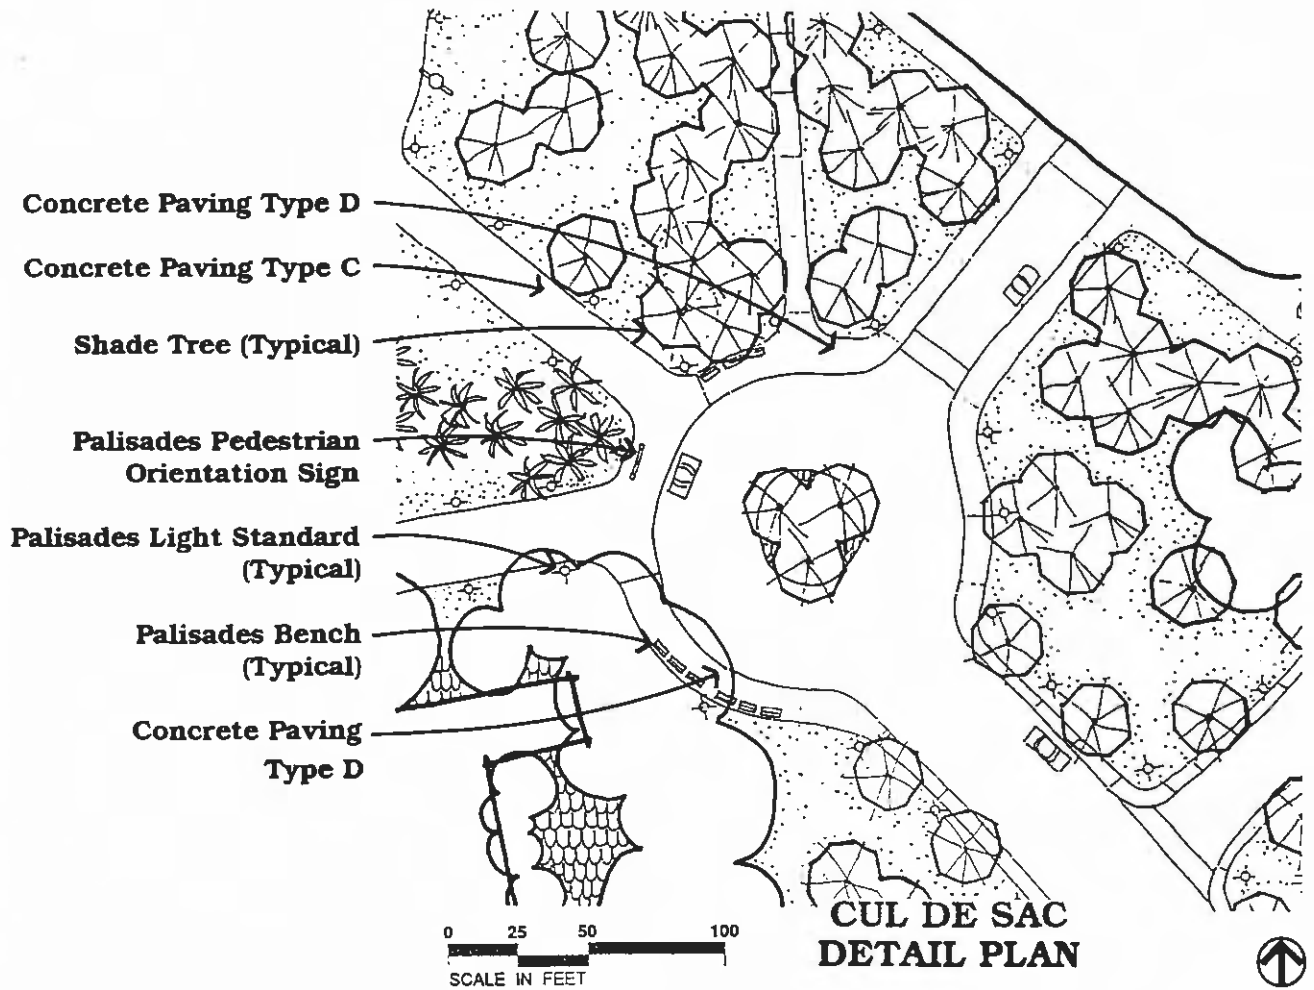 Concrete Paving Type D
Concrete Paving Type C
Shade Tree (Typical)
Palisades Pedestrian
Orientation Sign
Palisades Light Standard
(Typical)
Palisades Bench
(Typical)
Concrete Paving
Type D
0 25 50 100
SCALE IN FEET
CUL DE SAC
DETAIL PLAN